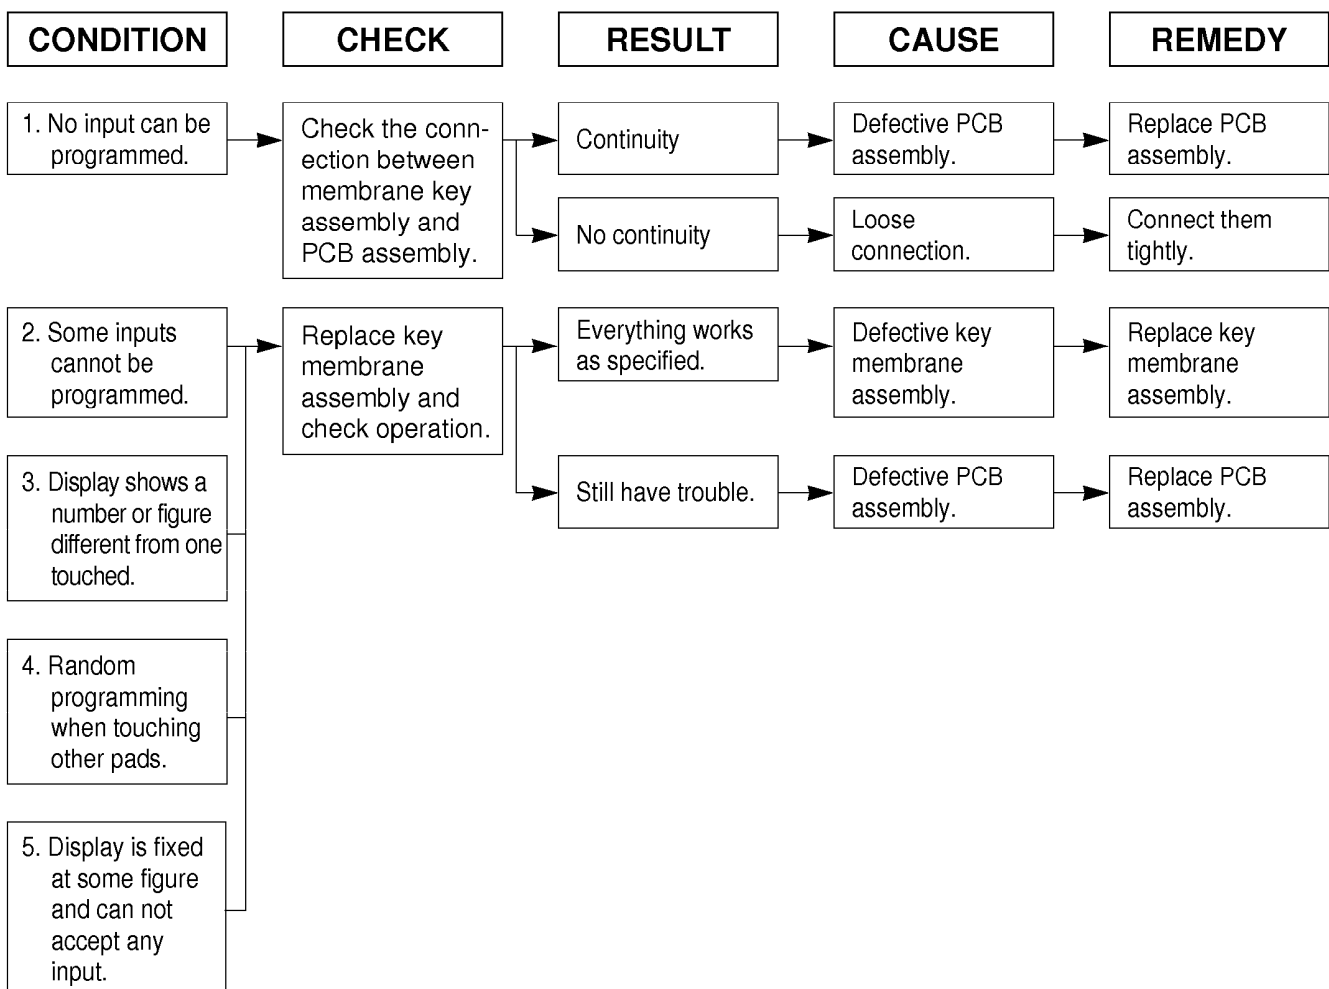 CONDITION
CHECK
RESULT
CAUSE
REMEDY
1. No input can be
programmed.
Check the conn-
ection between
membrane key
assembly and
PCB assembly.
Continuity
Defective PCB
assembly.
Replace PCB
assembly.
No continuity
Loose
connection.
Connect them
tightly.
2. Some inputs
cannot be
programmed.
Replace key
membrane
assembly and
check operation.
Everything works
as specified.
Defective key
membrane
assembly.
Replace key
membrane
assembly.
Still have trouble.
Defective PCB
assembly.
Replace PCB
assembly.
3. Display shows a
number or figure
different from one
touched.
4. Random
programming
when touching
other pads.
5. Display is fixed
at some figure
and can not
accept any
input.